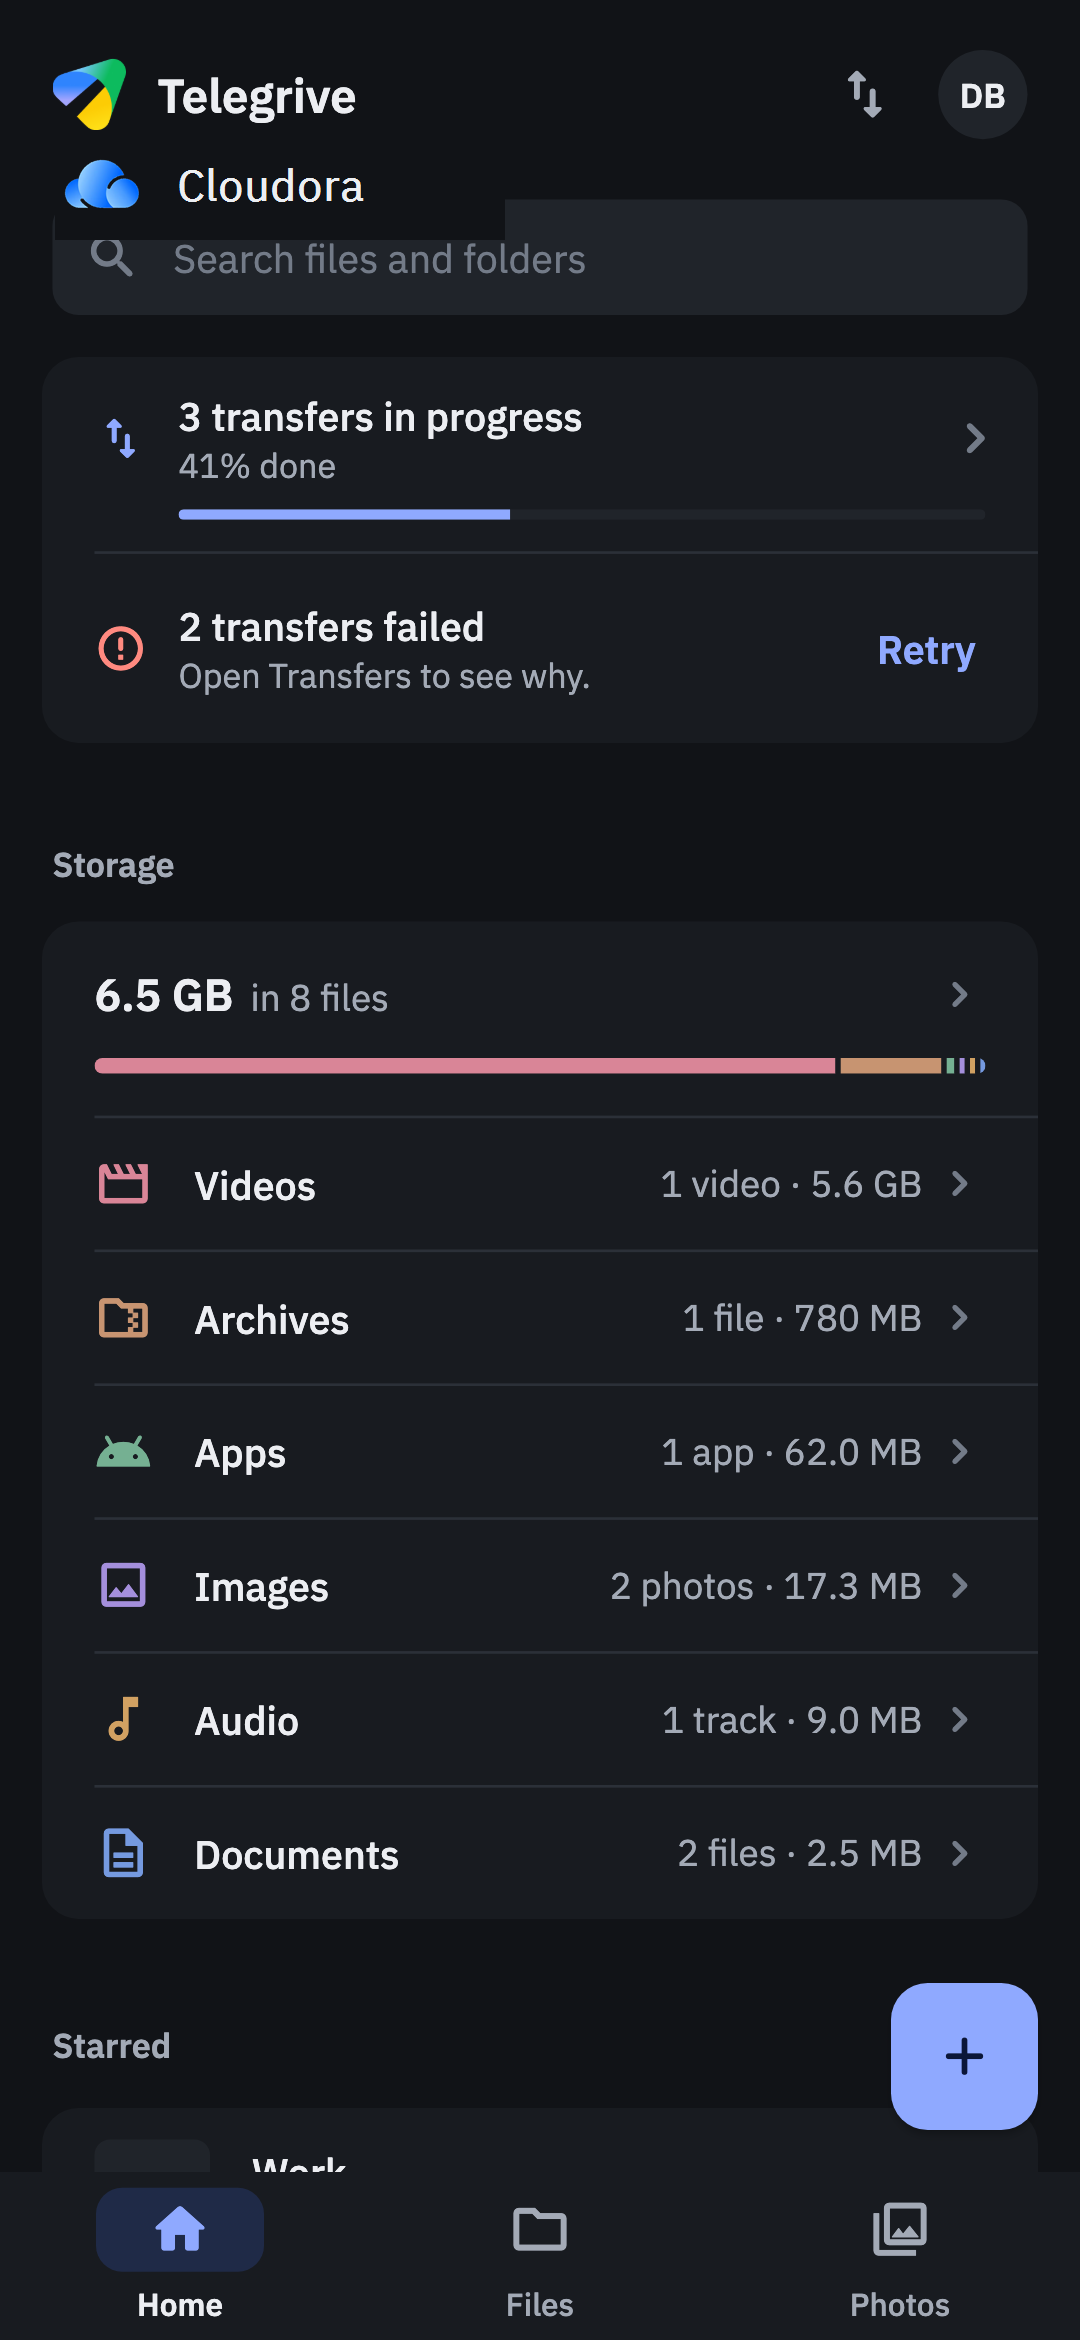 Telegrive
DB
Cloudora
Search files and folders
3 transfers in progress
41% done
2 transfers failed
Open Transfers to see why.
Retry
Storage
6.5 GB in 8 files
Videos 1 video · 5.6 GB
Archives 1 file · 780 MB
Apps 1 app · 62.0 MB
Images 2 photos · 17.3 MB
Audio 1 track · 9.0 MB
Documents 2 files · 2.5 MB
Starred
Work
Home Files Photos